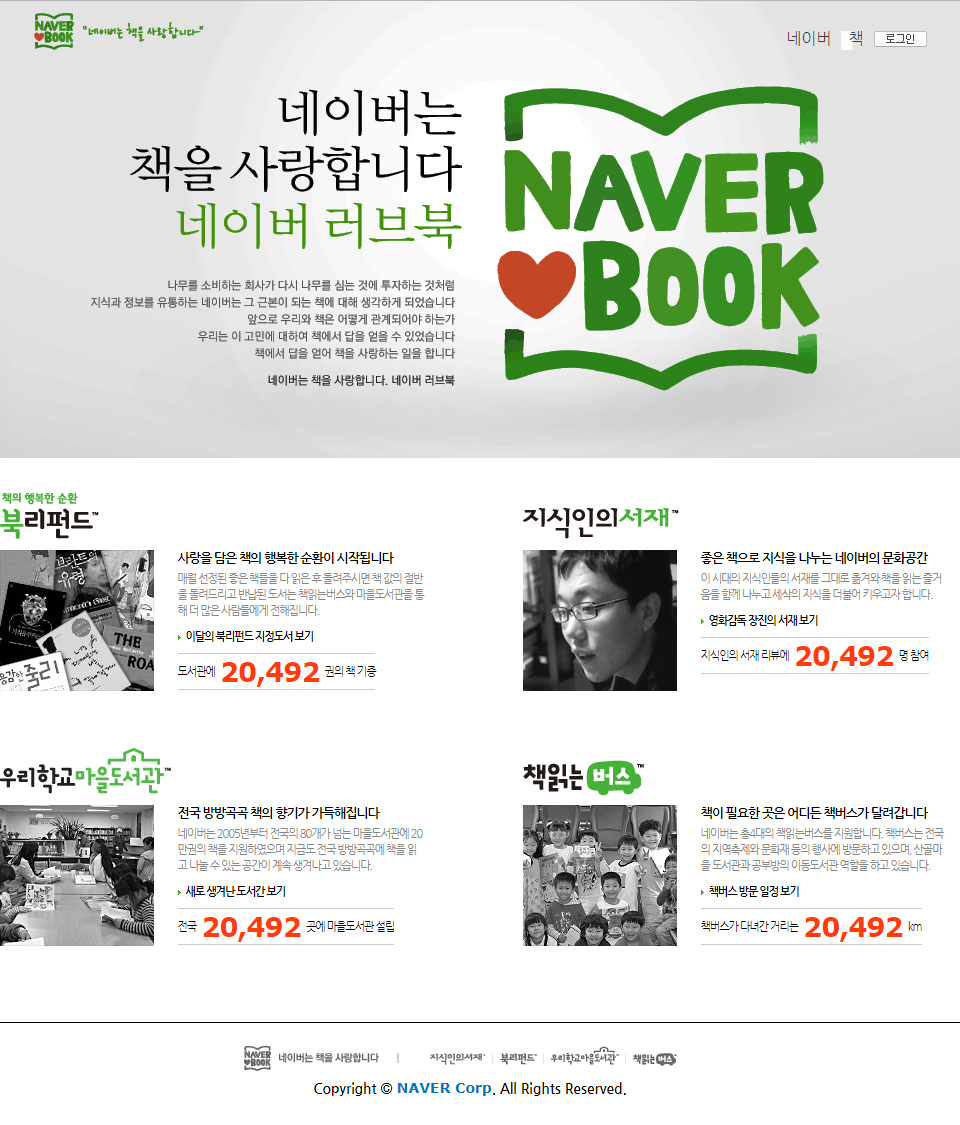 NAVER
BOOK
"네이버는 책을 사랑합니다"
네이버 책 로그인
네이버는
책을 사랑합니다
네이버 러브북
나무를 소비하는 회사가 다시 나무를 심는 것에 투자하는 것처럼
지식과 정보를 유통하는 네이버는 그 근본이 되는 책에 대해 생각하게 되었습니다
앞으로 우리와 책은 어떻게 관계되어야 하는가
우리는 이 고민에 대하여 책에서 답을 얻을 수 있었습니다
책에서 답을 얻어 책을 사랑하는 일을 합니다
네이버는 책을 사랑합니다. 네이버 러브북
NAVER
BOOK
책의 행복한 순환
북리펀드™
사랑을 담은 책의 행복한 순환이 시작됩니다
매월 선정된 좋은 책들을 다 읽은 후 돌려주시면 책 값의 절반
을 돌려드리고 반납된 도서는 책읽는버스와 마을도서관을 통
해 더 많은 사람들에게 전해집니다.
이달의 북리펀드 지정도서 보기
도서관에 20,492 권의 책 기증
THE
ROA
줄리
지식인의서재™
좋은 책으로 지식을 나누는 네이버의 문화공간
이 시대의 지식인들의 서재를 그대로 옮겨와 책을 읽는 즐거
움을 함께 나누고 세상의 지식을 더불어 키우고자 합니다.
영화감독 장진의 서재 보기
지식인의 서재 리뷰에 20,492 명 참여
우리학교마을도서관™
전국 방방곡곡 책의 향기가 가득해집니다
네이버는 2005년부터 전국의 80개가 넘는 마을도서관에 20
만권의 책을 지원하였으며 지금도 전국 방방곡곡에 책을 읽
고 나눌 수 있는 공간이 계속 생겨나고 있습니다.
새로 생겨난 도서간 보기
전국 20,492 곳에 마을도서관 설립
책읽는버스™
책이 필요한 곳은 어디든 책버스가 달려갑니다
네이버는 총4대의 책읽는버스를 지원합니다. 책버스는 전국
의 지역축제와 문화재 등의 행사에 방문하고 있으며, 산골마
을 도서관과 공부방의 이동도서관 역할을 하고 있습니다.
책버스 방문 일정 보기
책버스가 다녀간 거리는 20,492 km
NAVER
BOOK
네이버는 책을 사랑합니다 | 지식인의서재™ | 북리펀드™ | 우리학교마을도서관™ | 책읽는버스™
Copyright © NAVER Corp. All Rights Reserved.